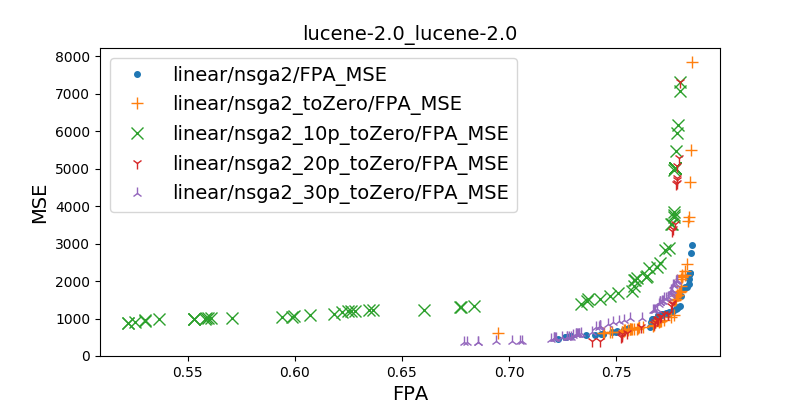 lucene-2.0_lucene-2.0
8000
7000
6000
5000
4000
3000
2000
1000
0
MSE
linear/nsga2/FPA_MSE
linear/nsga2_toZero/FPA_MSE
linear/nsga2_10p_toZero/FPA_MSE
linear/nsga2_20p_toZero/FPA_MSE
linear/nsga2_30p_toZero/FPA_MSE
0.55 0.60 0.65 0.70 0.75
FPA